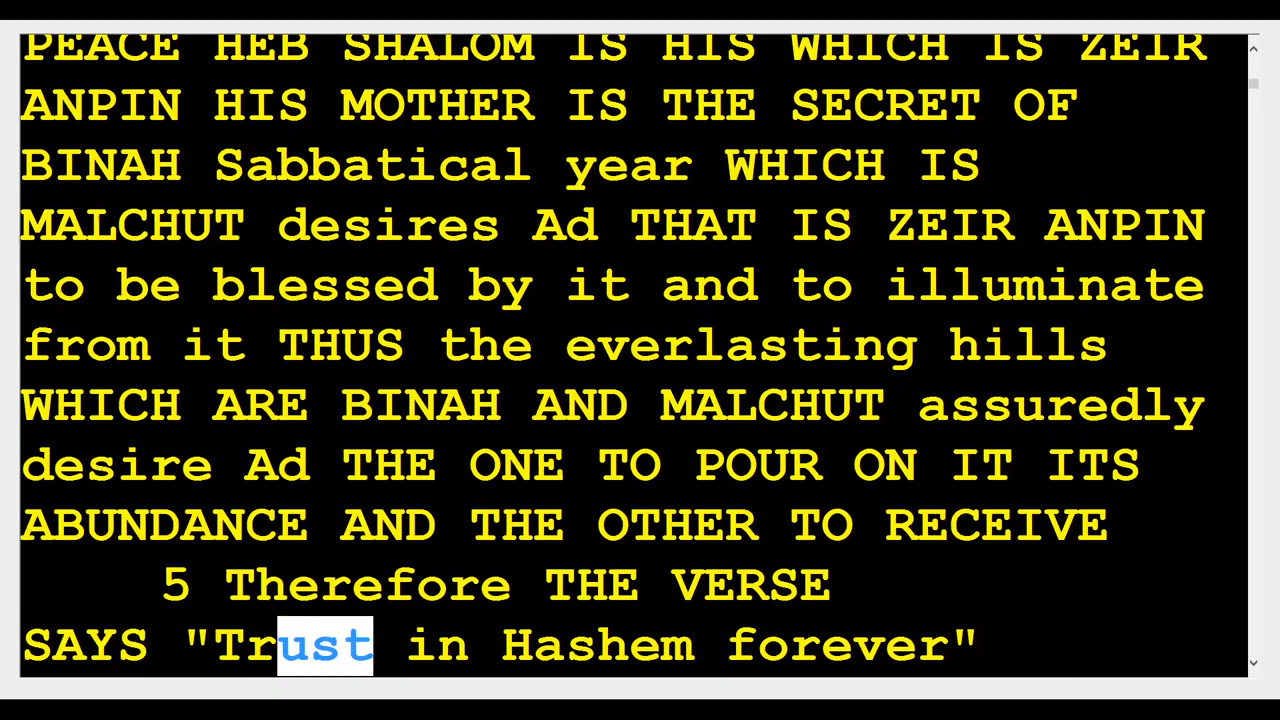 PEACE HEB SHALOM IS HIS WHICH IS ZEIR
ANPIN HIS MOTHER IS THE SECRET OF
BINAH Sabbatical year WHICH IS
MALCHUT desires Ad THAT IS ZEIR ANPIN
to be blessed by it and to illuminate
from it THUS the everlasting hills
WHICH ARE BINAH AND MALCHUT assuredly
desire Ad THE ONE TO POUR ON IT ITS
ABUNDANCE AND THE OTHER TO RECEIVE
5 Therefore THE VERSE
SAYS "Trust in Hashem forever"